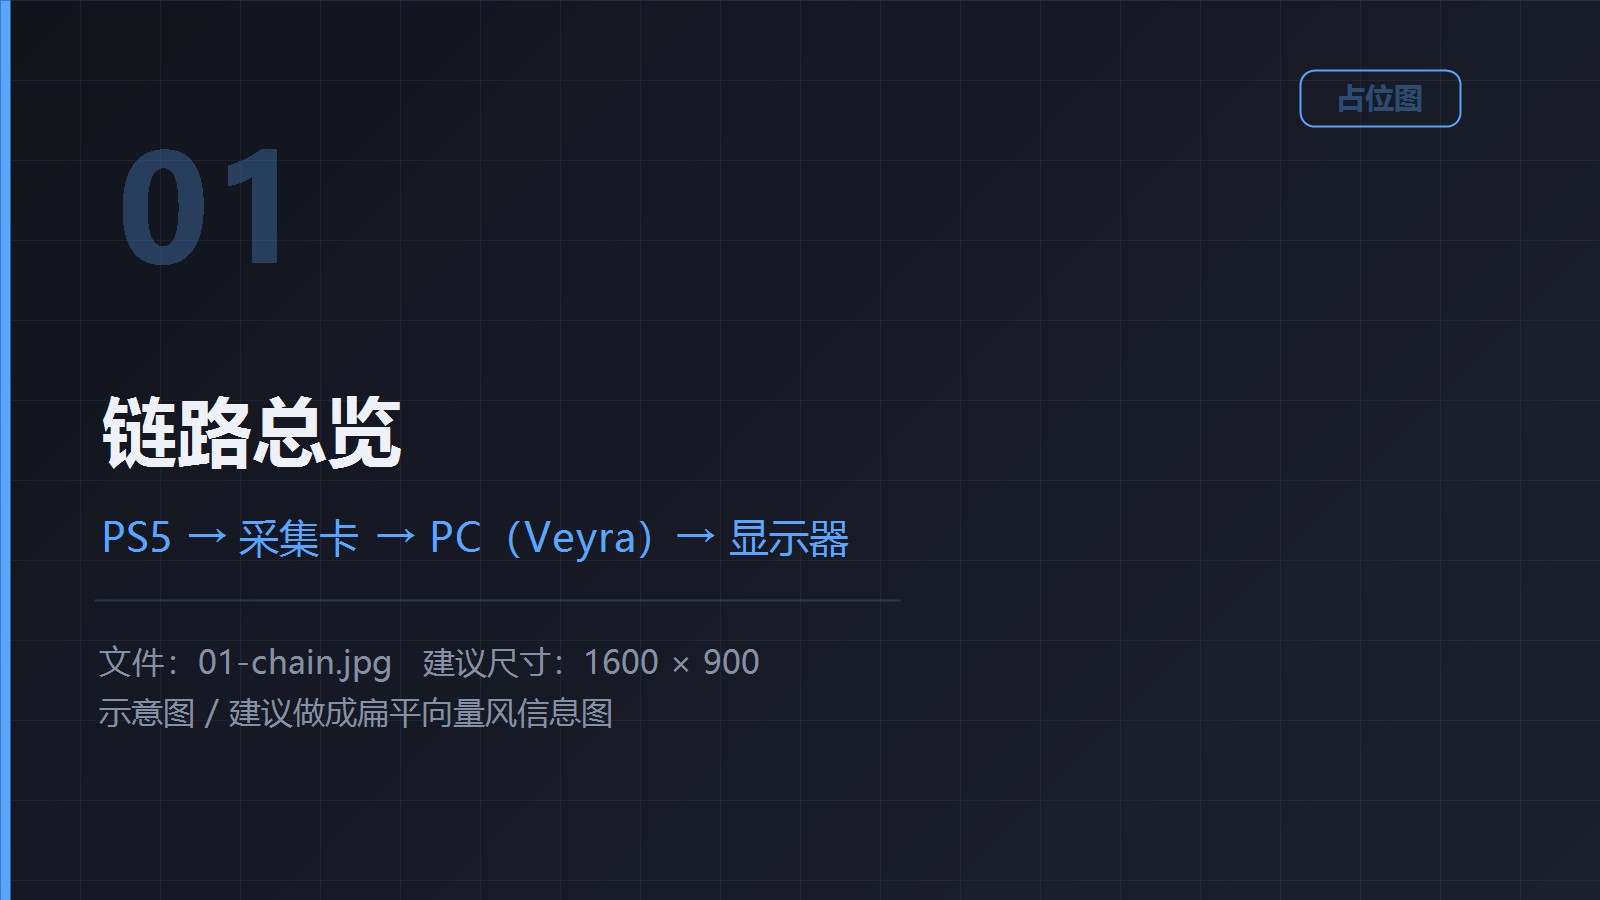 占位图
01
链路总览
PS5 → 采集卡 → PC（Veyra）→ 显示器
文件：01-chain.jpg 建议尺寸：1600 × 900
示意图 / 建议做成扁平向量风信息图